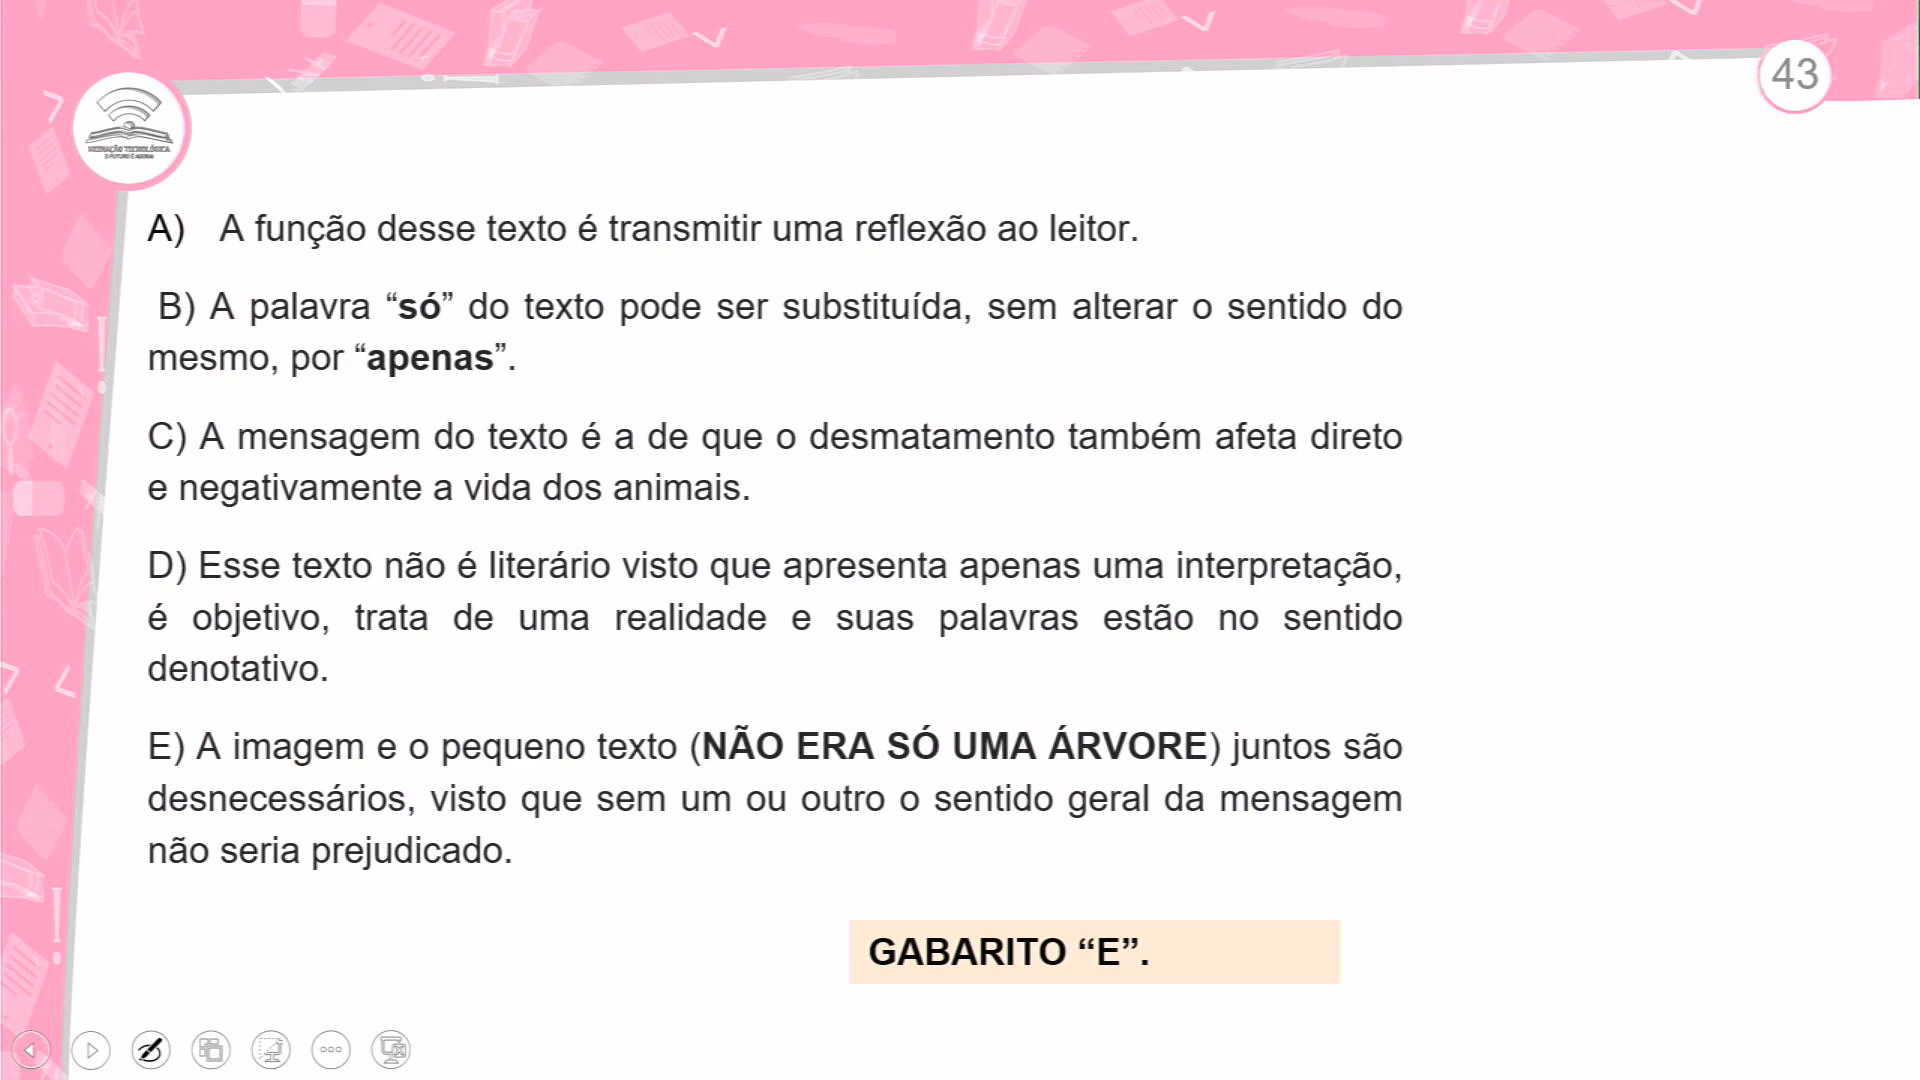 43
MEDIAÇÃO TECNOLÓGICA
O FUTURO É AGORA!
A) A função desse texto é transmitir uma reflexão ao leitor.
B) A palavra “só” do texto pode ser substituída, sem alterar o sentido do
mesmo, por “apenas”.
C) A mensagem do texto é a de que o desmatamento também afeta direto
e negativamente a vida dos animais.
D) Esse texto não é literário visto que apresenta apenas uma interpretação,
é objetivo, trata de uma realidade e suas palavras estão no sentido
denotativo.
E) A imagem e o pequeno texto (NÃO ERA SÓ UMA ÁRVORE) juntos são
desnecessários, visto que sem um ou outro o sentido geral da mensagem
não seria prejudicado.
GABARITO “E”.